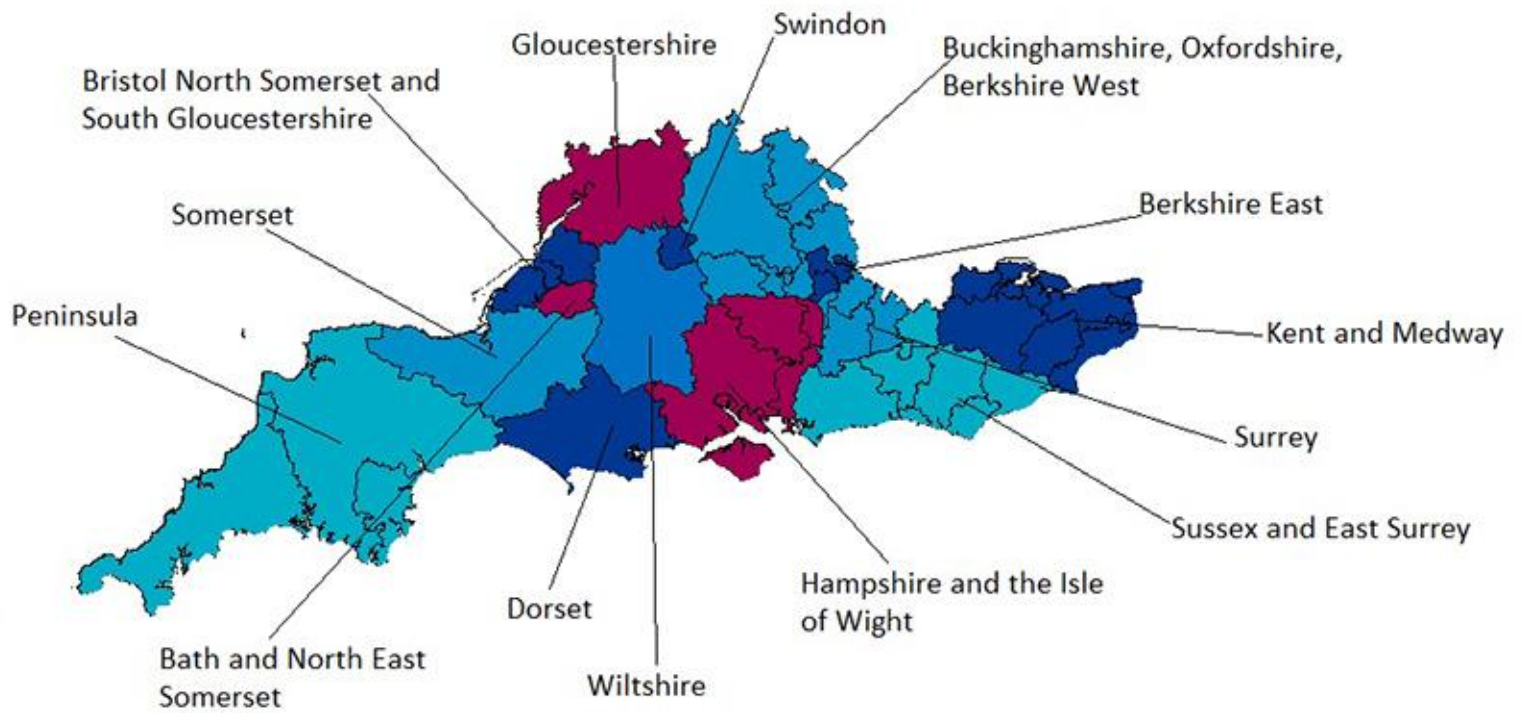 Swindon
Gloucestershire
Buckinghamshire, Oxfordshire,
Berkshire West
Bristol North Somerset and
South Gloucestershire
Berkshire East
Somerset
Peninsula
Kent and Medway
Surrey
Sussex and East Surrey
Hampshire and the Isle
of Wight
Dorset
Bath and North East
Somerset
Wiltshire